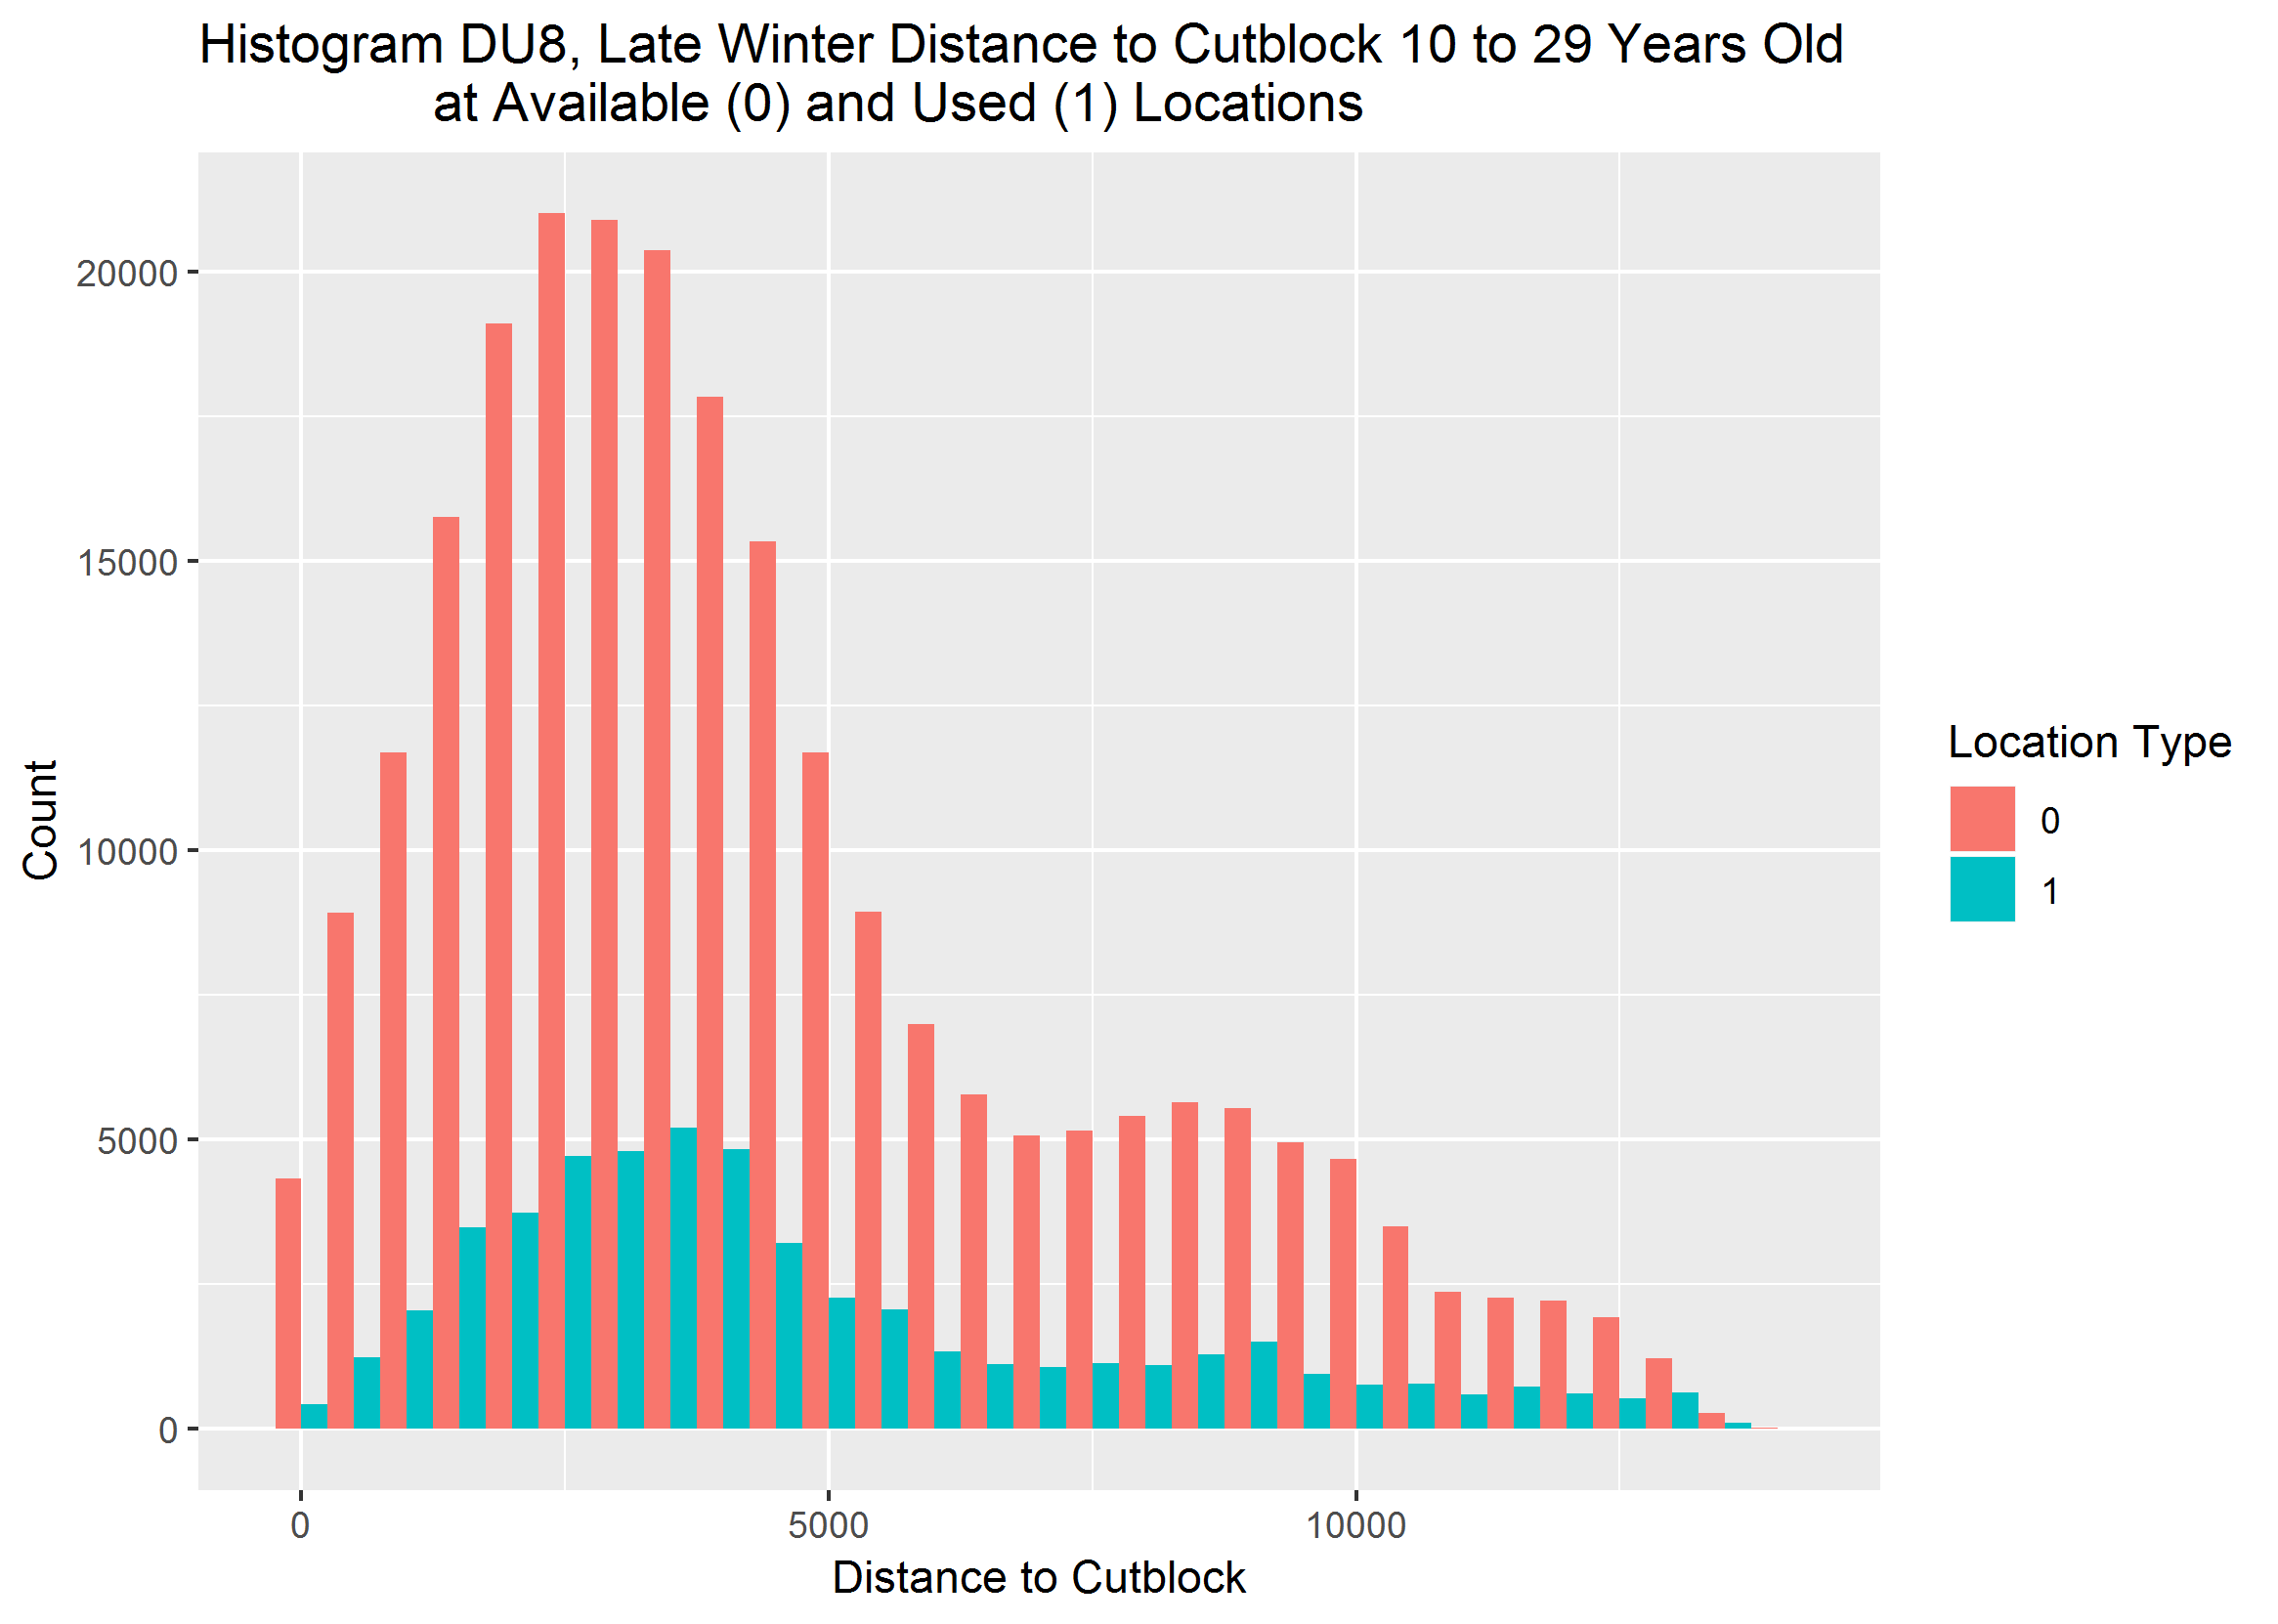 Histogram DU8, Late Winter Distance to Cutblock 10 to 29 Years Old
at Available (0) and Used (1) Locations
20000
15000
10000
5000
0
Count
0
5000
10000
Distance to Cutblock
Location Type
0
1